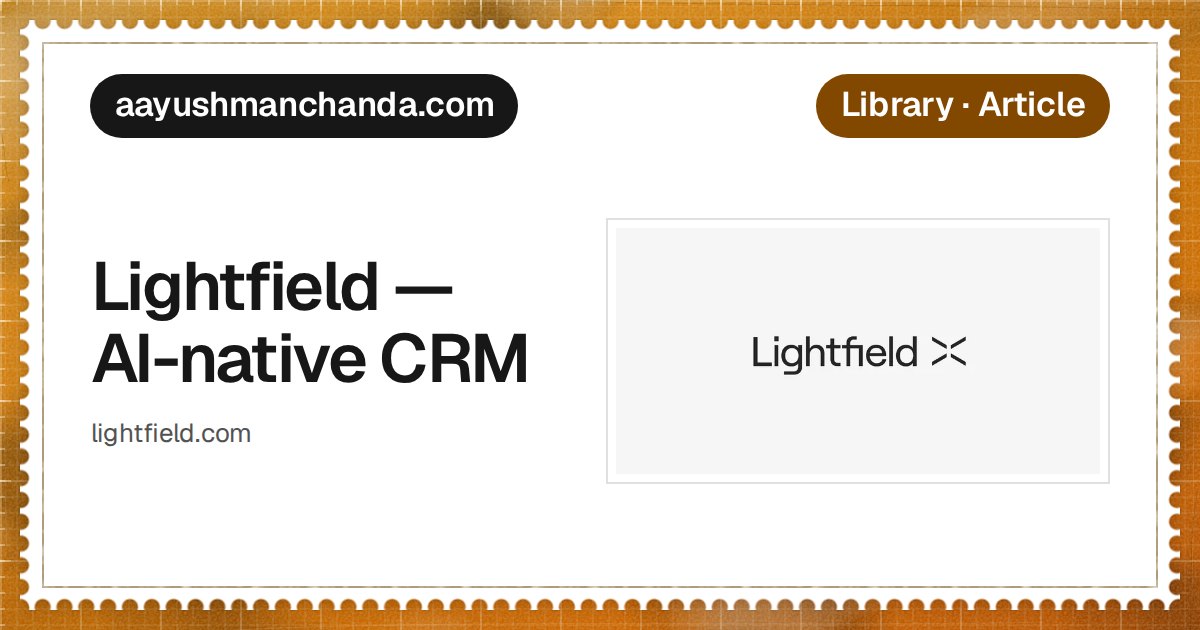 aayushmanchanda.com
Library · Article
Lightfield —
AI-native CRM
lightfield.com
Lightfield